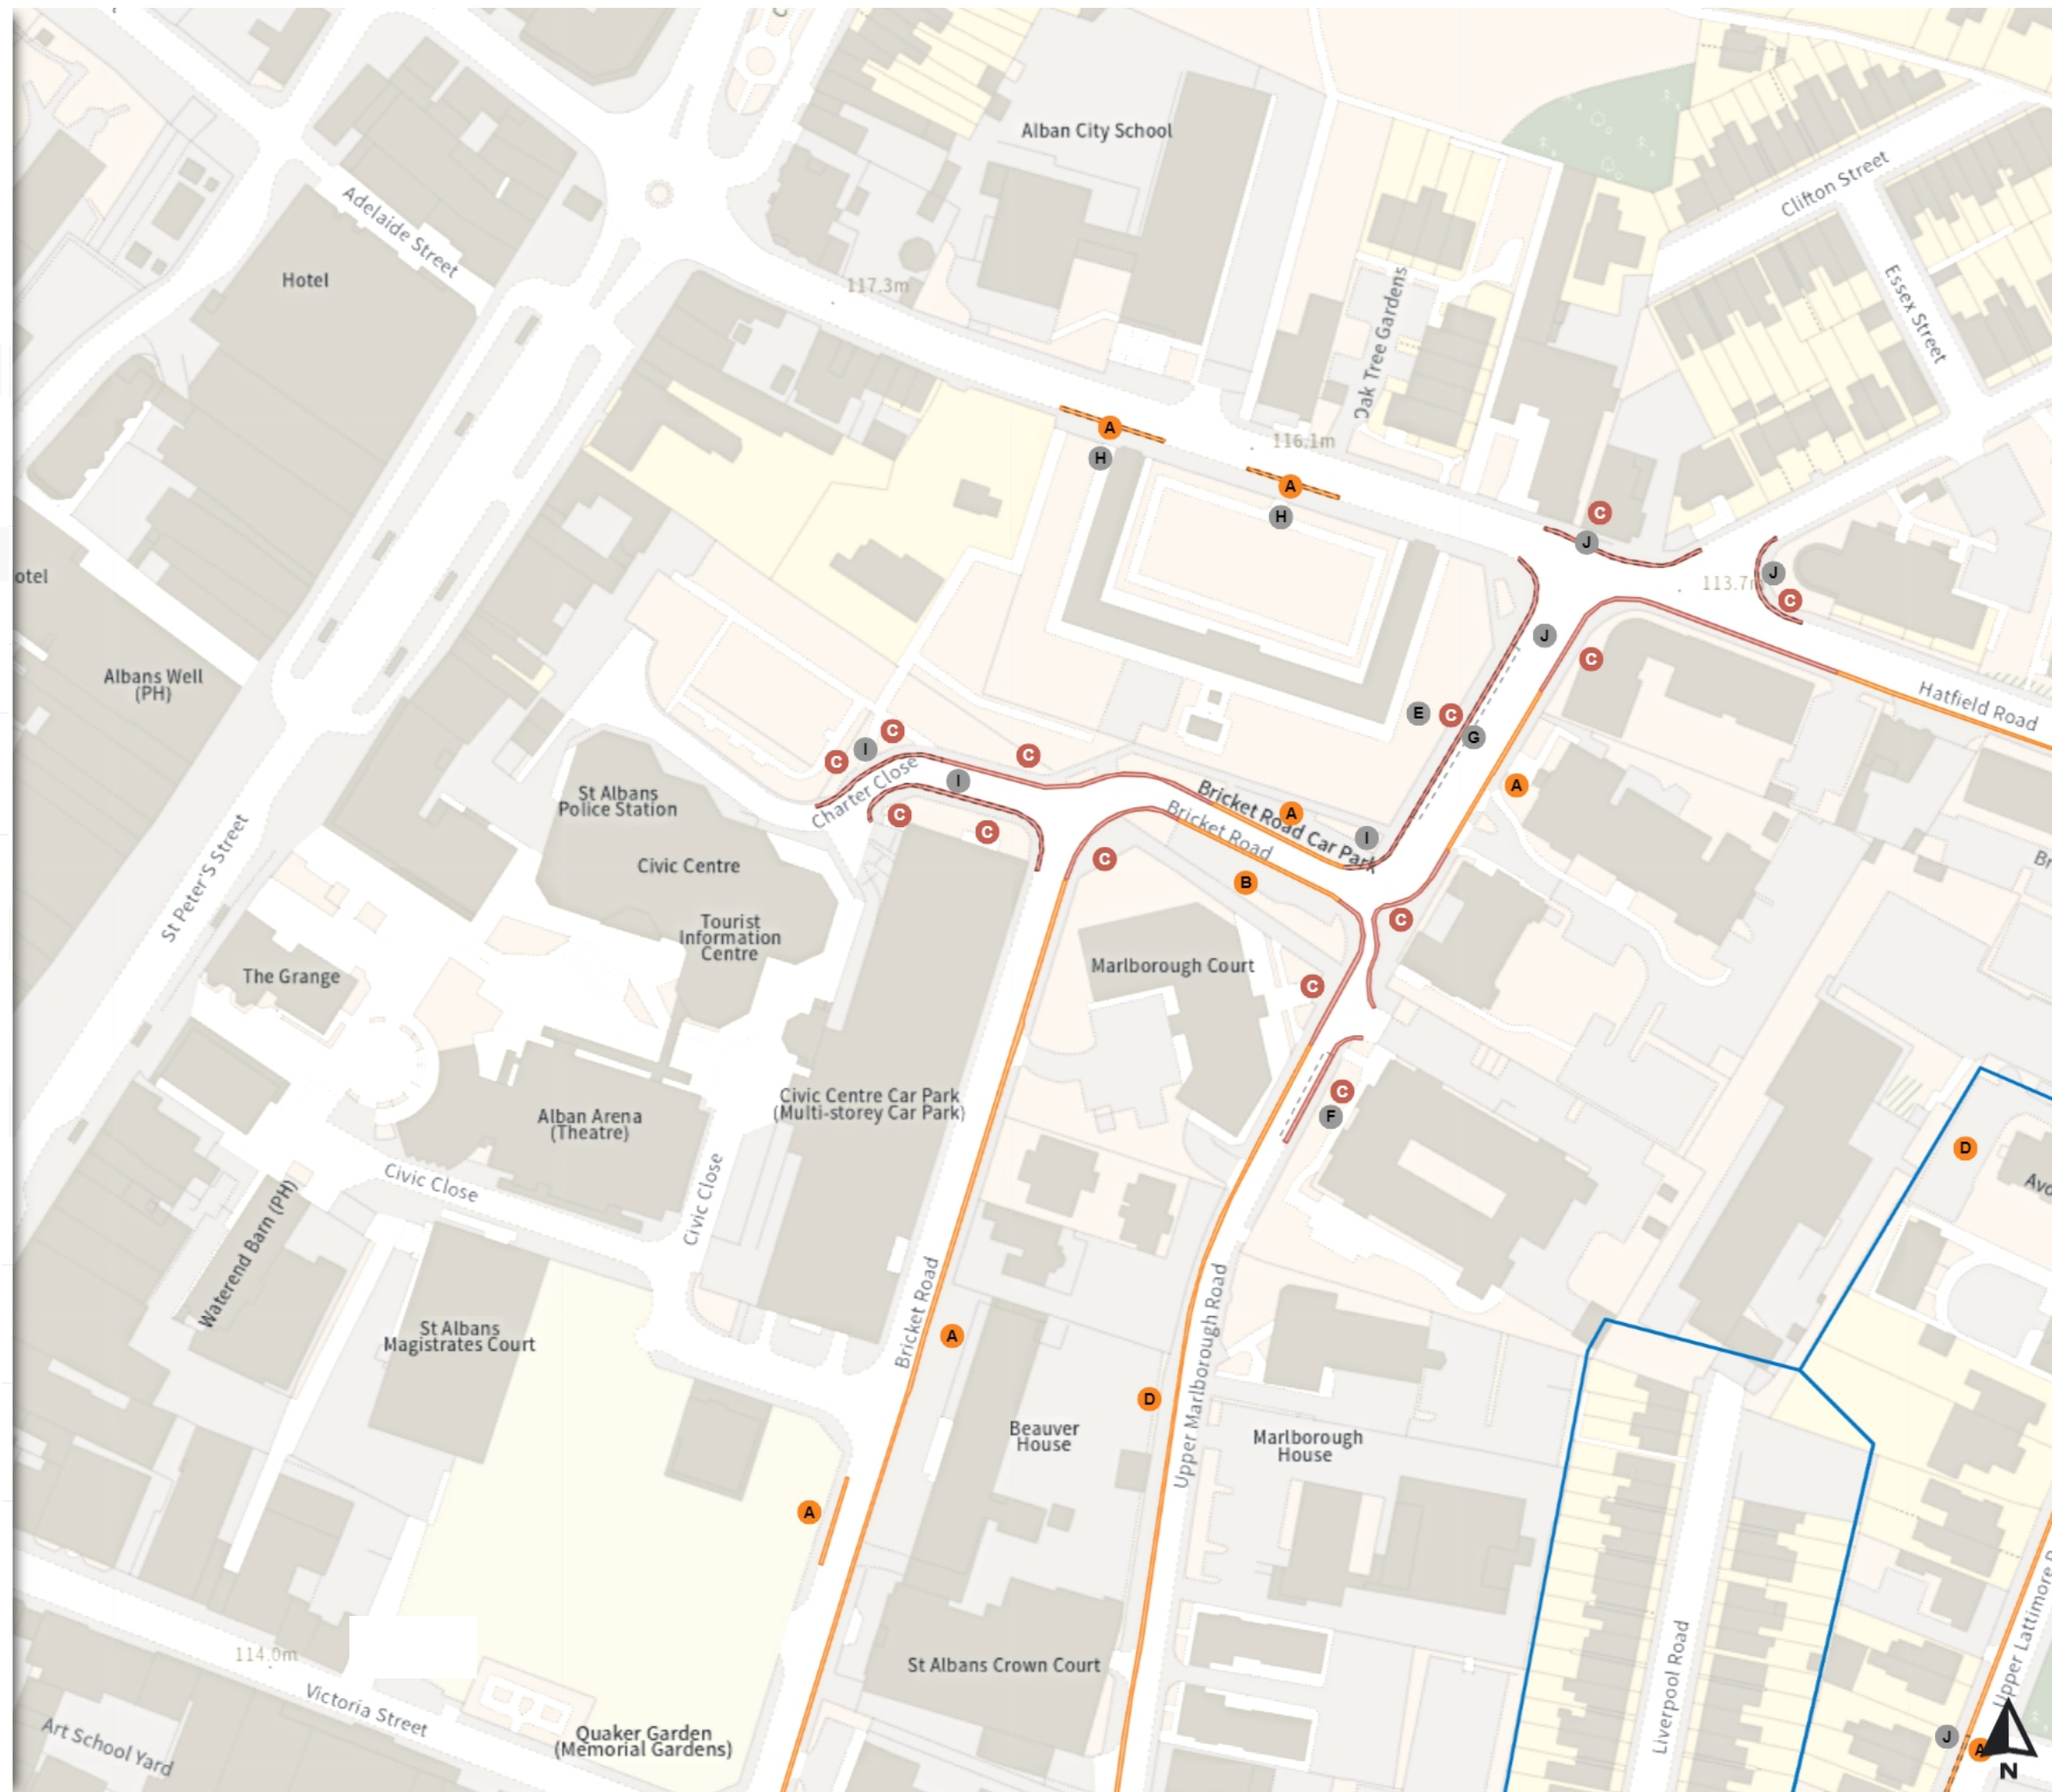 Alban City School
Clifton Street
Adelaide Street
Hotel
117.3m
Essex Street
Oak Tree Gardens
A
H
116.1m
A
H
C
J
otel
J
113.7m
C
J
C
Albans Well
(PH)
Hatfield Road
E
C
G
C
I
C
C
I
Charter Close
St Albans
Police Station
Bricket Road Car Park
A
Bricket Road
I
A
C
C
C
Civic Centre
B
St Peter'S Street
Tourist
Information
Centre
C
The Grange
Marlborough Court
C
Civic Centre Car Park
(Multi-storey Car Park)
C
F
Alban Arena
(Theatre)
D
Civic Close
Civic Close
Waterend Barn (PH)
St Albans
Magistrates Court
Bricket Road
A
Upper Marlborough Road
D
Beauver
House
Marlborough
House
A
114.0m
Victoria Street
St Albans Crown Court
Liverpool Road
Upper Lattimore
Art School Yard
Quaker Garden
(Memorial Gardens)
J
A
N